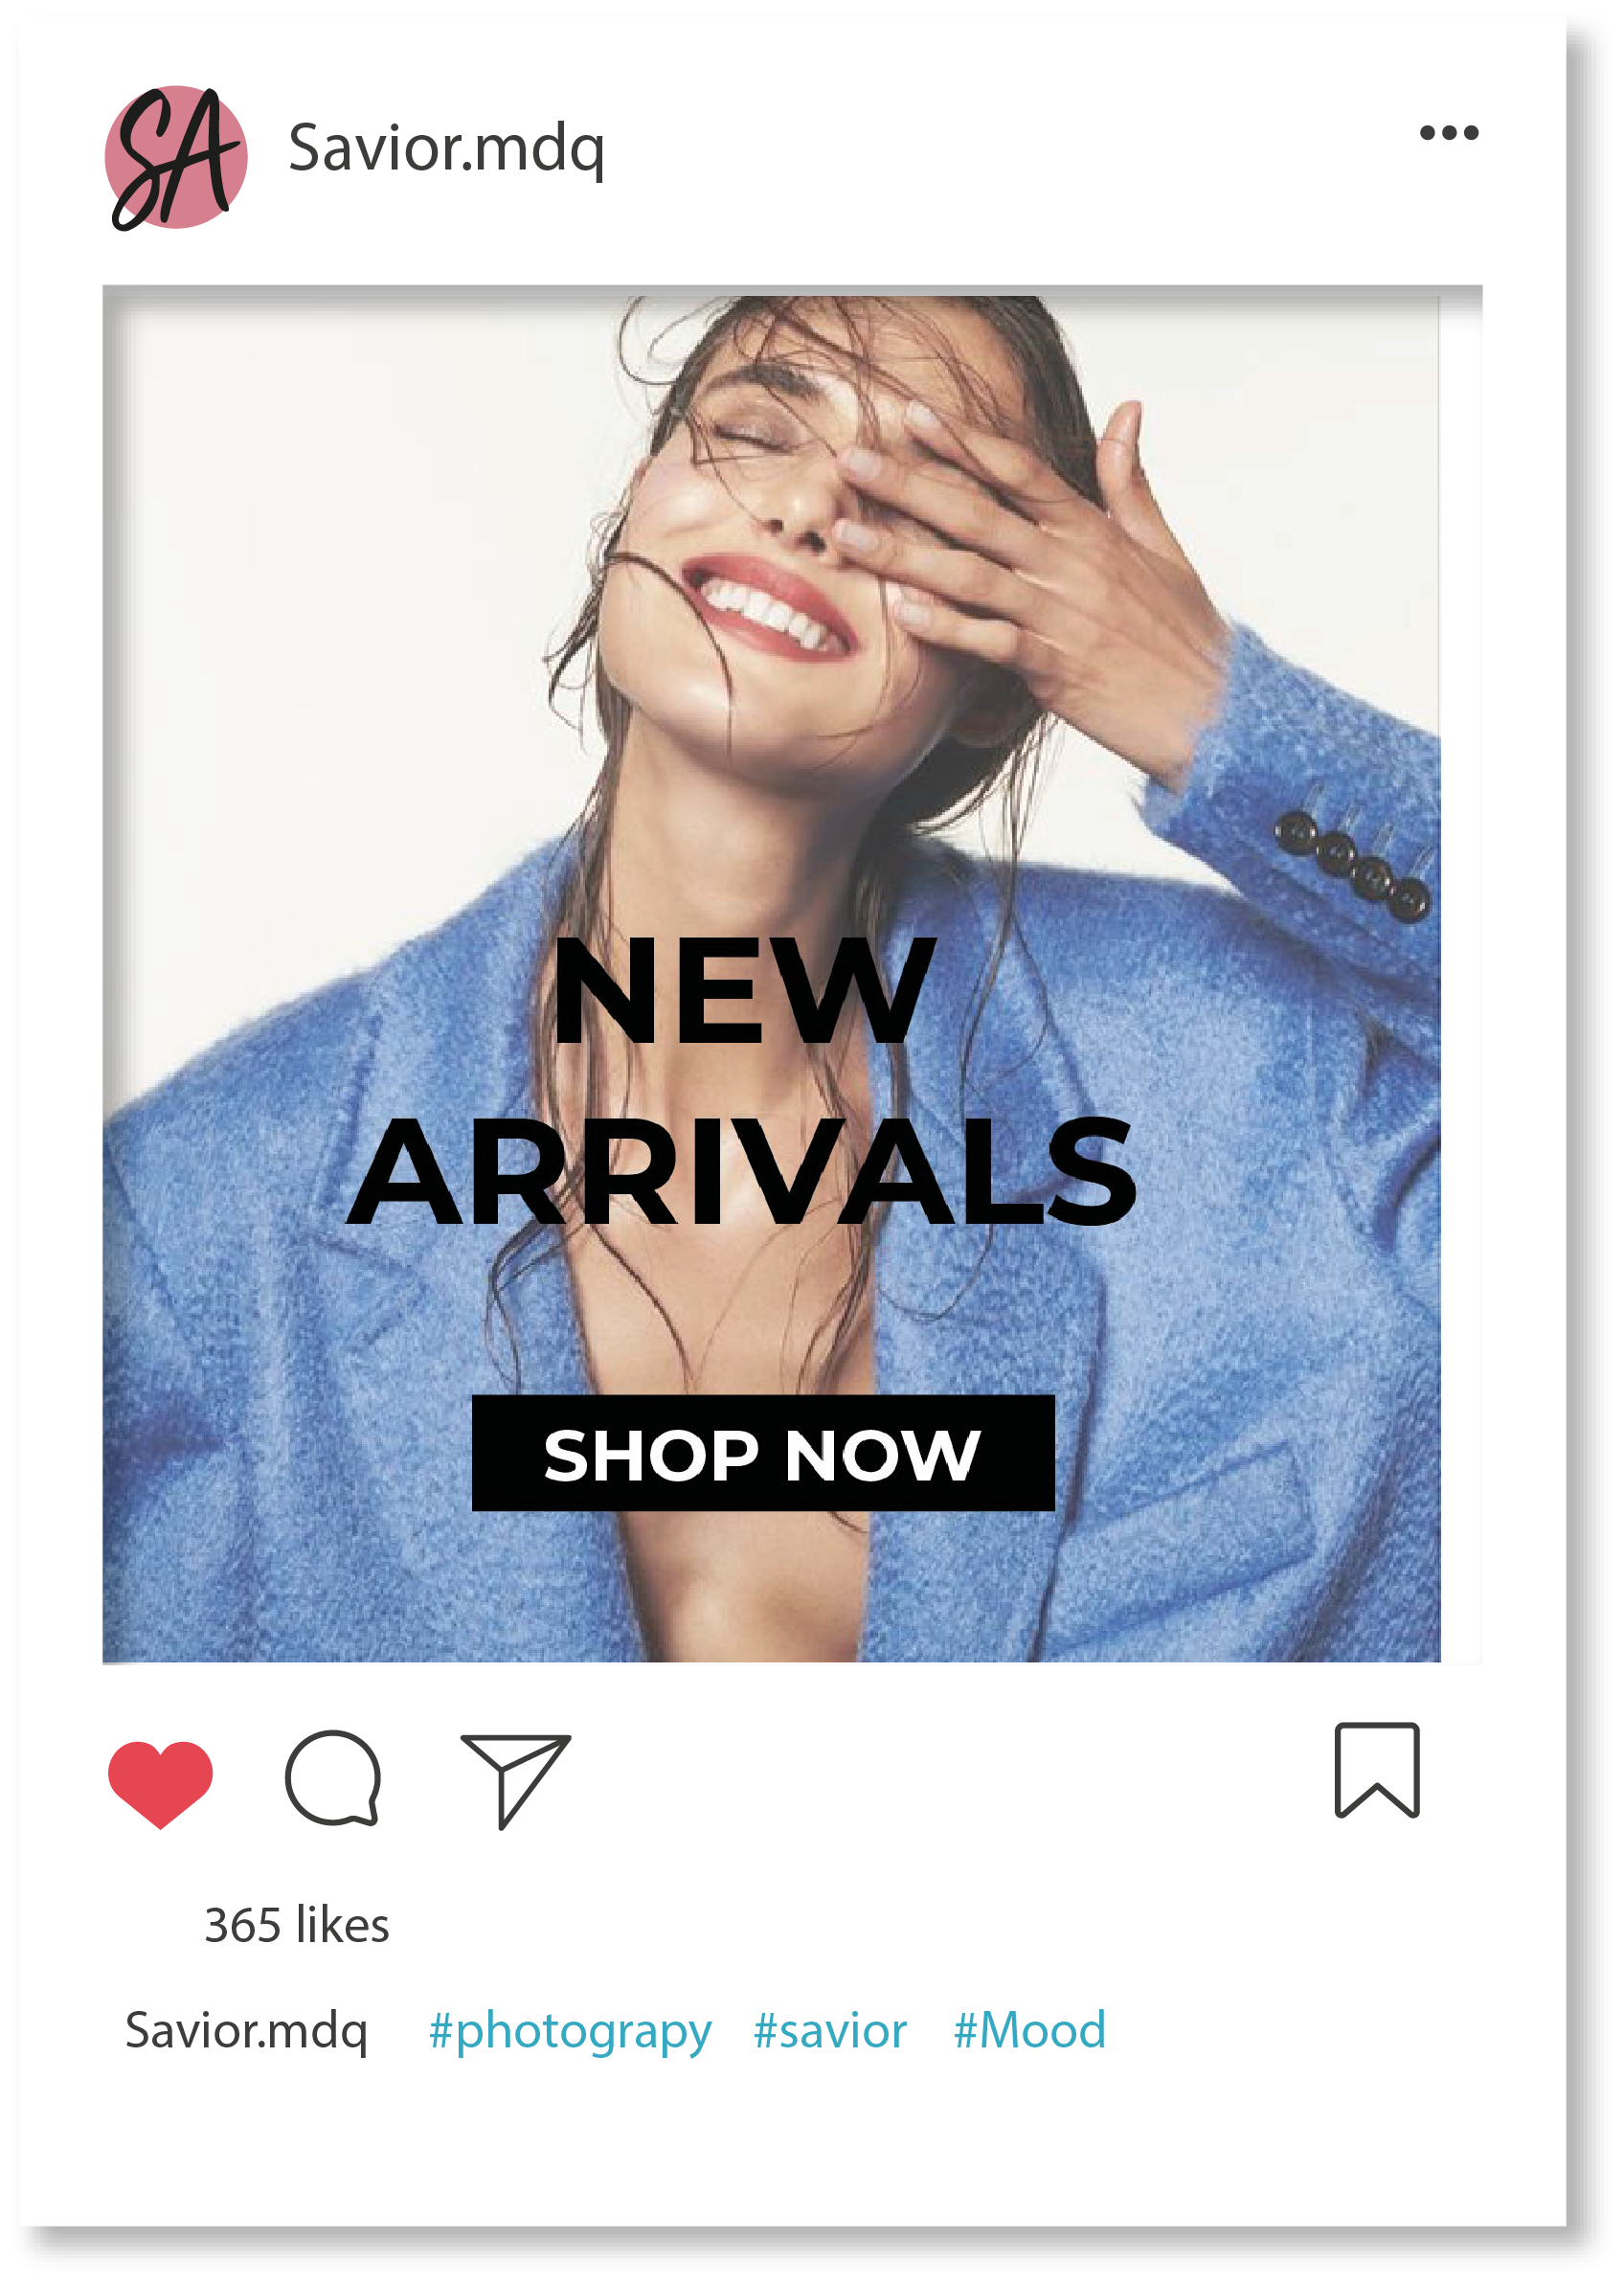 SA
Savior.mdq
NEW
ARRIVALS
SHOP NOW
365 likes
Savior.mdq #photograpy #savior #Mood